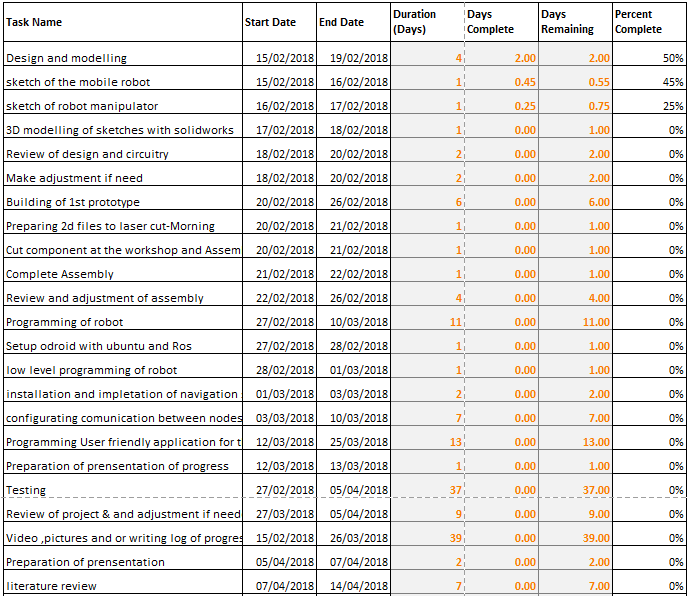 Task Name Start Date End Date Duration (Days) Days Complete Days Remaining Percent Complete
Design and modelling 15/02/2018 19/02/2018 4 2.00 2.00 50%
sketch of the mobile robot 15/02/2018 16/02/2018 1 0.45 0.55 45%
sketch of robot manipulator 16/02/2018 17/02/2018 1 0.25 0.75 25%
3D modelling of sketches with solidworks 17/02/2018 18/02/2018 1 0.00 1.00 0%
Review of design and circuitry 18/02/2018 20/02/2018 2 0.00 2.00 0%
Make adjustment if need 18/02/2018 20/02/2018 2 0.00 2.00 0%
Building of 1st prototype 20/02/2018 26/02/2018 6 0.00 6.00 0%
Preparing 2d files to laser cut-Morning 20/02/2018 21/02/2018 1 0.00 1.00 0%
Cut component at the workshop and Assem 20/02/2018 21/02/2018 1 0.00 1.00 0%
Complete Assembly 21/02/2018 22/02/2018 1 0.00 1.00 0%
Review and adjustment of assembly 22/02/2018 26/02/2018 4 0.00 4.00 0%
Programming of robot 27/02/2018 10/03/2018 11 0.00 11.00 0%
Setup odroid with ubuntu and Ros 27/02/2018 28/02/2018 1 0.00 1.00 0%
low level programming of robot 28/02/2018 01/03/2018 1 0.00 1.00 0%
installation and impletation of navigation 01/03/2018 03/03/2018 2 0.00 2.00 0%
configurating comunication between nodes 03/03/2018 10/03/2018 7 0.00 7.00 0%
Programming User friendly application for t 12/03/2018 25/03/2018 13 0.00 13.00 0%
Preparation of prensentation of progress 12/03/2018 13/03/2018 1 0.00 1.00 0%
Testing 27/02/2018 05/04/2018 37 0.00 37.00 0%
Review of project & and adjustment if need 27/03/2018 05/04/2018 9 0.00 9.00 0%
Video ,pictures and or writing log of progres 15/02/2018 26/03/2018 39 0.00 39.00 0%
Preparation of prensentation 05/04/2018 07/04/2018 2 0.00 2.00 0%
literature review 07/04/2018 14/04/2018 7 0.00 7.00 0%